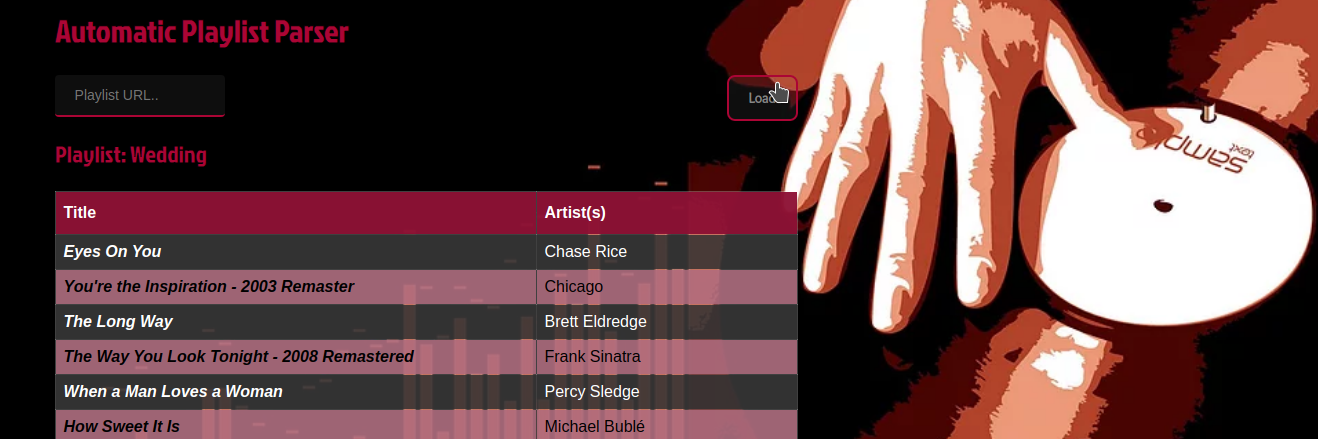 Automatic Playlist Parser
Playlist URL..
Load
Playlist: Wedding
Title Artist(s)
Eyes On You Chase Rice
You're the Inspiration - 2003 Remaster Chicago
The Long Way Brett Eldredge
The Way You Look Tonight - 2008 Remastered Frank Sinatra
When a Man Loves a Woman Percy Sledge
How Sweet It Is Michael Bublé
sample
text